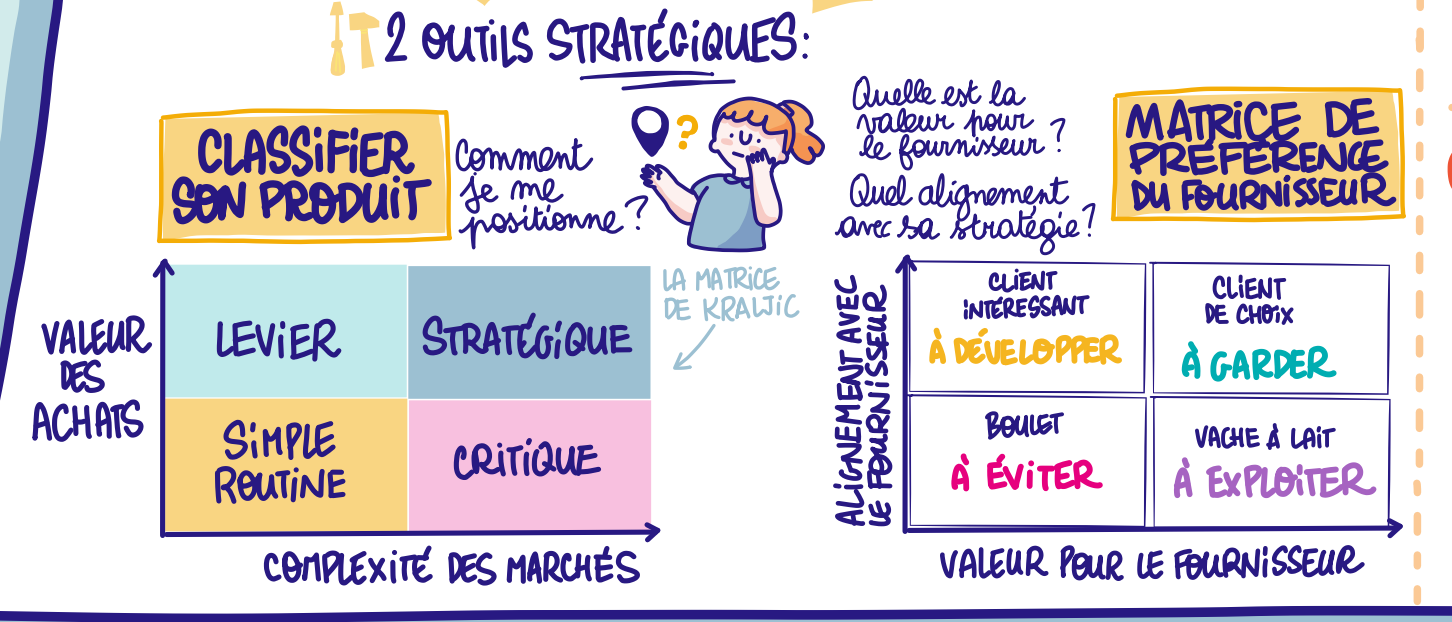 2 OUTILS STRATÉGIQUES:
CLASSIFIER
SON PRODUIT
Comment
je me
positionne?
LA MATRICE
DE KRALJIC
VALEUR
DES
ACHATS
LEVIER
STRATÉGIQUE
SIMPLE
ROUTINE
CRITIQUE
COMPLEXITÉ DES MARCHÉS
?
Quelle est la
valeur pour
le fournisseur ?
Quel alignement
avec sa stratégie?
MATRICE DE
PRÉFÉRENCE
DU FOURNISSEUR
ALIGNEMENT AVEC
LE FOURNISSEUR
CLIENT
INTÉRESSANT
À DÉVELOPPER
CLIENT
DE CHOIX
À GARDER
BOULET
À ÉVITER
VACHE À LAIT
À EXPLOITER
VALEUR POUR LE FOURNISSEUR